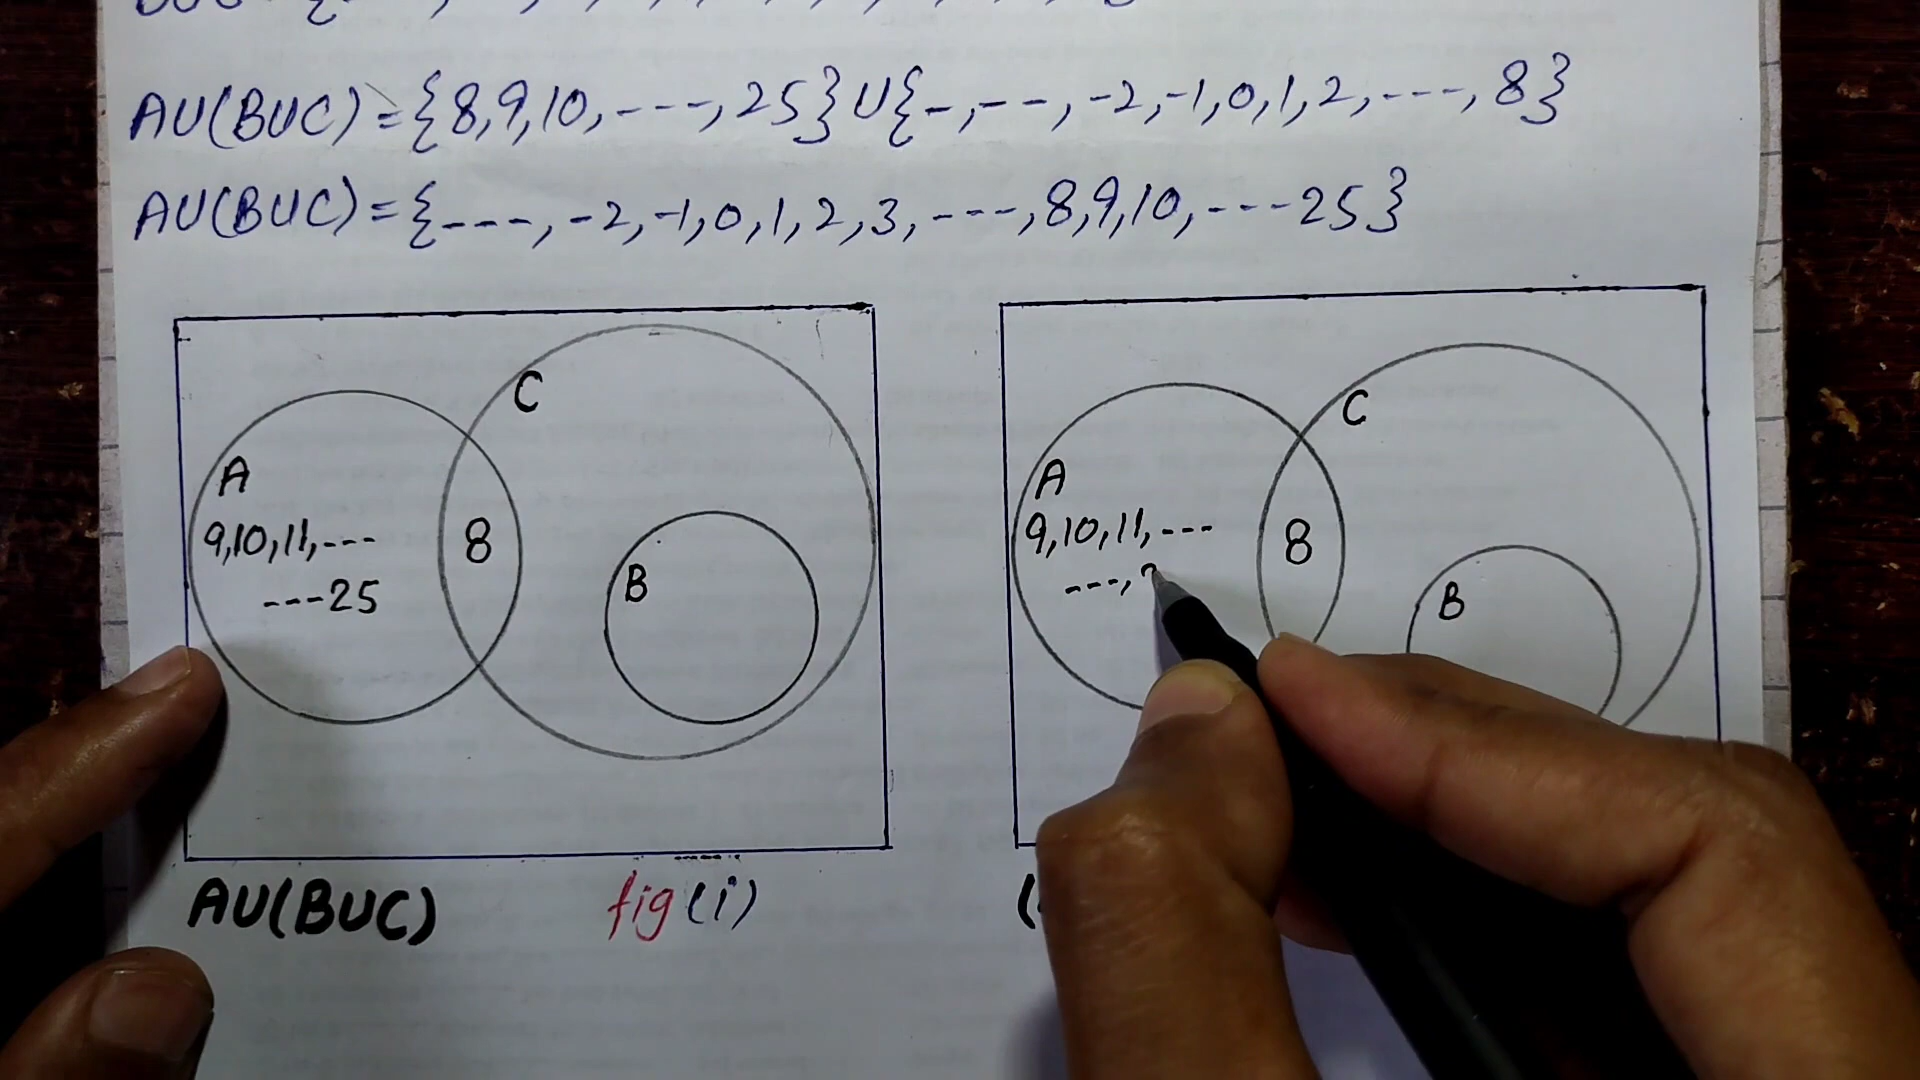 AU(BUC)={8,9,10,---,25}U{-,--,-2,-1,0,1,2,---,8}
AU(BUC)={---,-2,-1,0,1,2,3,---,8,9,10,---25}
C
A
9,10,11,---
8
---25
B
C
A
9,10,11,---
8
---,
B
AU(BUC) fig(i)
(